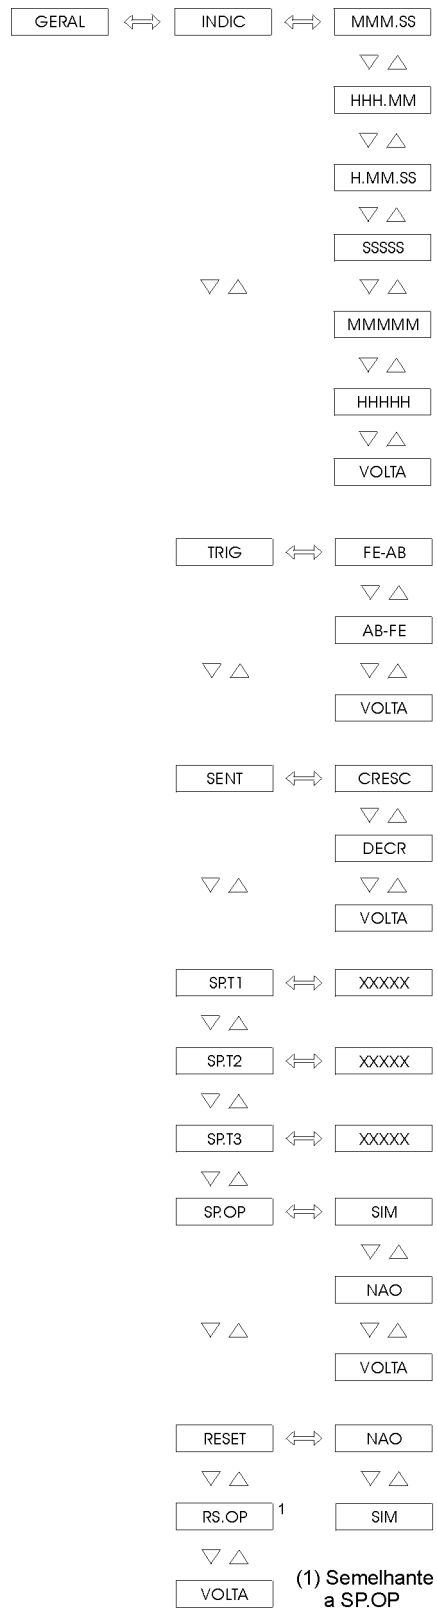 GERAL INDIC MMM.SS
HHH.MM
H.MM.SS
SSSSS
MMMMM
HHHHH
VOLTA
TRIG FE-AB
AB-FE
VOLTA
SENT CRESC
DECR
VOLTA
SP.T1 XXXXX
SP.T2 XXXXX
SP.T3 XXXXX
SP.OP SIM
NAO
VOLTA
RESET NAO
RS.OP 1 SIM
VOLTA
(1) Semelhante
a SP.OP